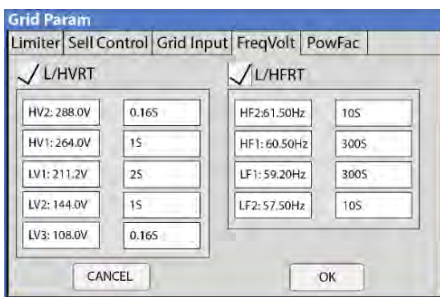 Grid Param
Limiter Sell Control Grid Input FreqVolt PowFac
L/HVRT
HV2: 288.0V 0.16S
HV1: 264.0V 1S
LV1: 211.2V 2S
LV2: 144.0V 1S
LV3: 108.0V 0.16S
L/HFRT
HF2:61.50Hz 10S
HF1: 60.50Hz 300S
LF1: 59.20Hz 300S
LF2: 57.50Hz 10S
CANCEL OK